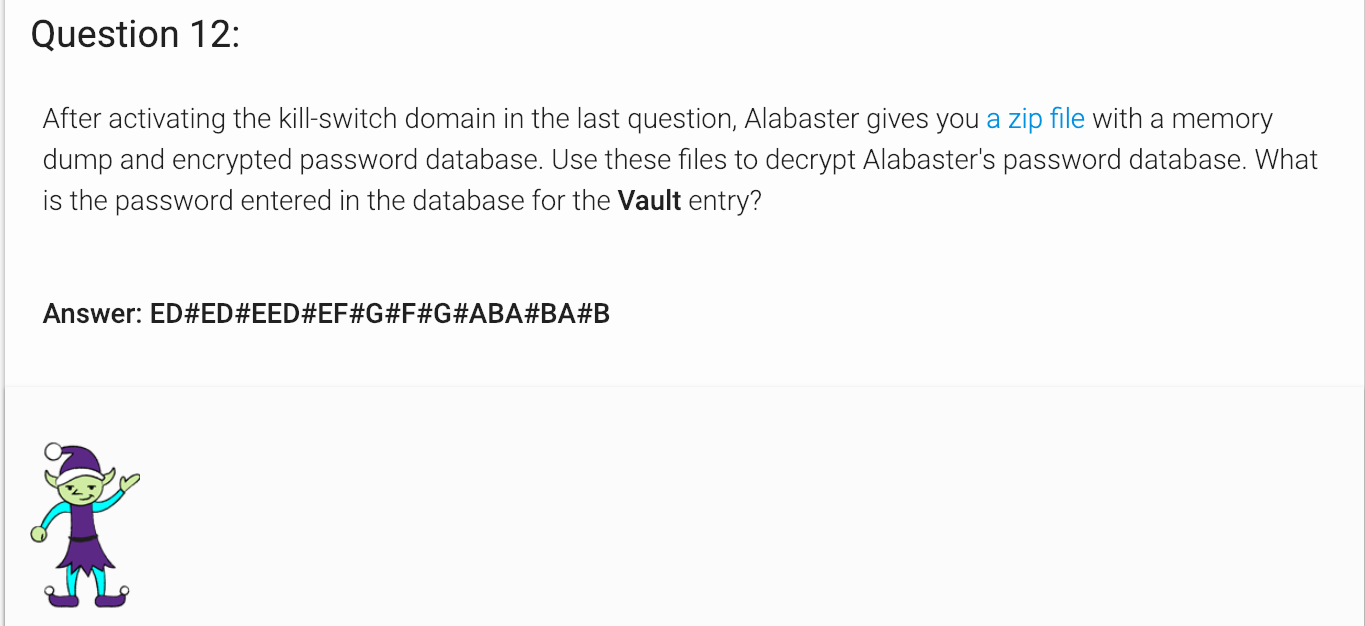 Question 12:
After activating the kill-switch domain in the last question, Alabaster gives you a zip file with a memory
dump and encrypted password database. Use these files to decrypt Alabaster's password database. What
is the password entered in the database for the Vault entry?
Answer: ED#ED#EED#EF#G#F#G#ABA#BA#B